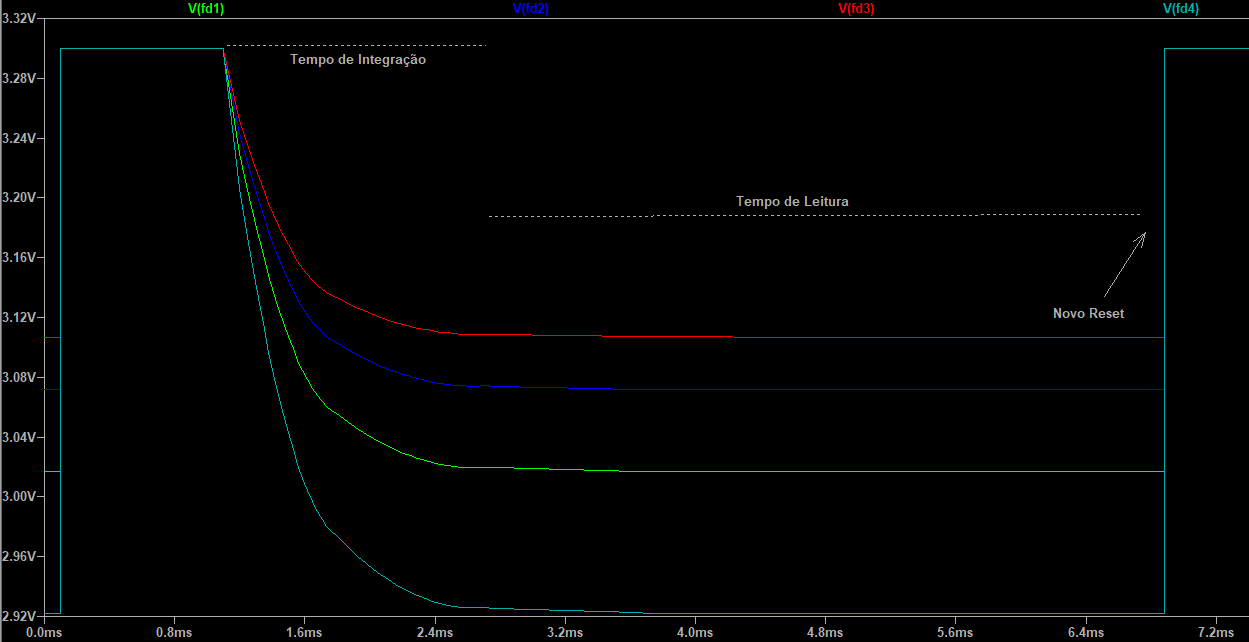 V(fd1) V(fd2) V(fd3) V(fd4)
3.32V
Tempo de Integração
3.28V
3.24V
3.20V
Tempo de Leitura
3.16V
3.12V
Novo Reset
3.08V
3.04V
3.00V
2.96V
2.92V
0.0ms 0.8ms 1.6ms 2.4ms 3.2ms 4.0ms 4.8ms 5.6ms 6.4ms 7.2ms